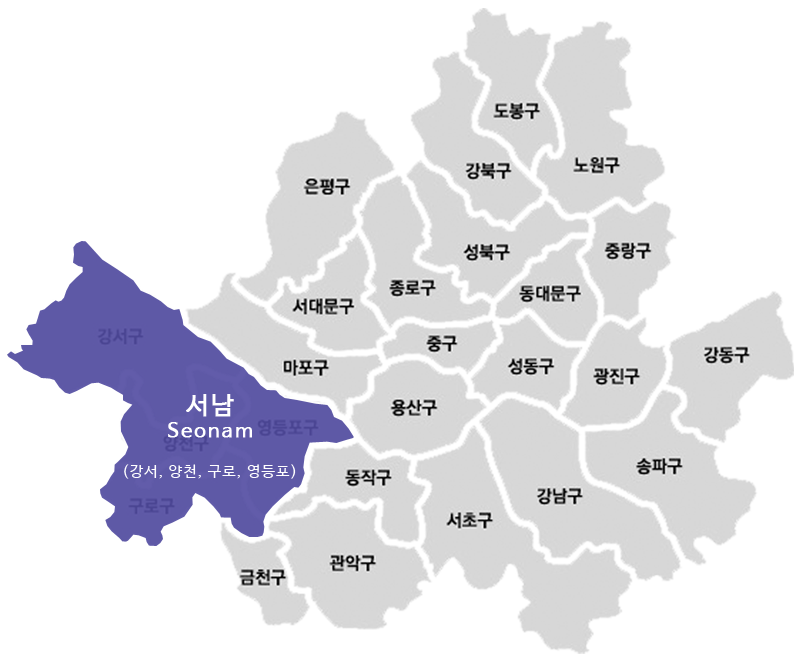 도봉구
강북구
노원구
은평구
성북구
중랑구
종로구
동대문구
서대문구
강서구
중구
강동구
마포구
성동구
광진구
서남
Seonam
용산구
영등포구
양천구
(강서, 양천, 구로, 영등포)
송파구
동작구
강남구
구로구
서초구
관악구
금천구